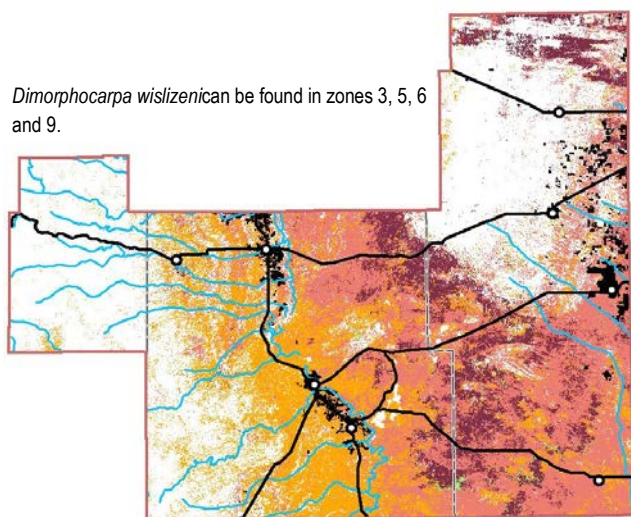 Dimorphocarpa wislizenican be found in zones 3, 5, 6
and 9.